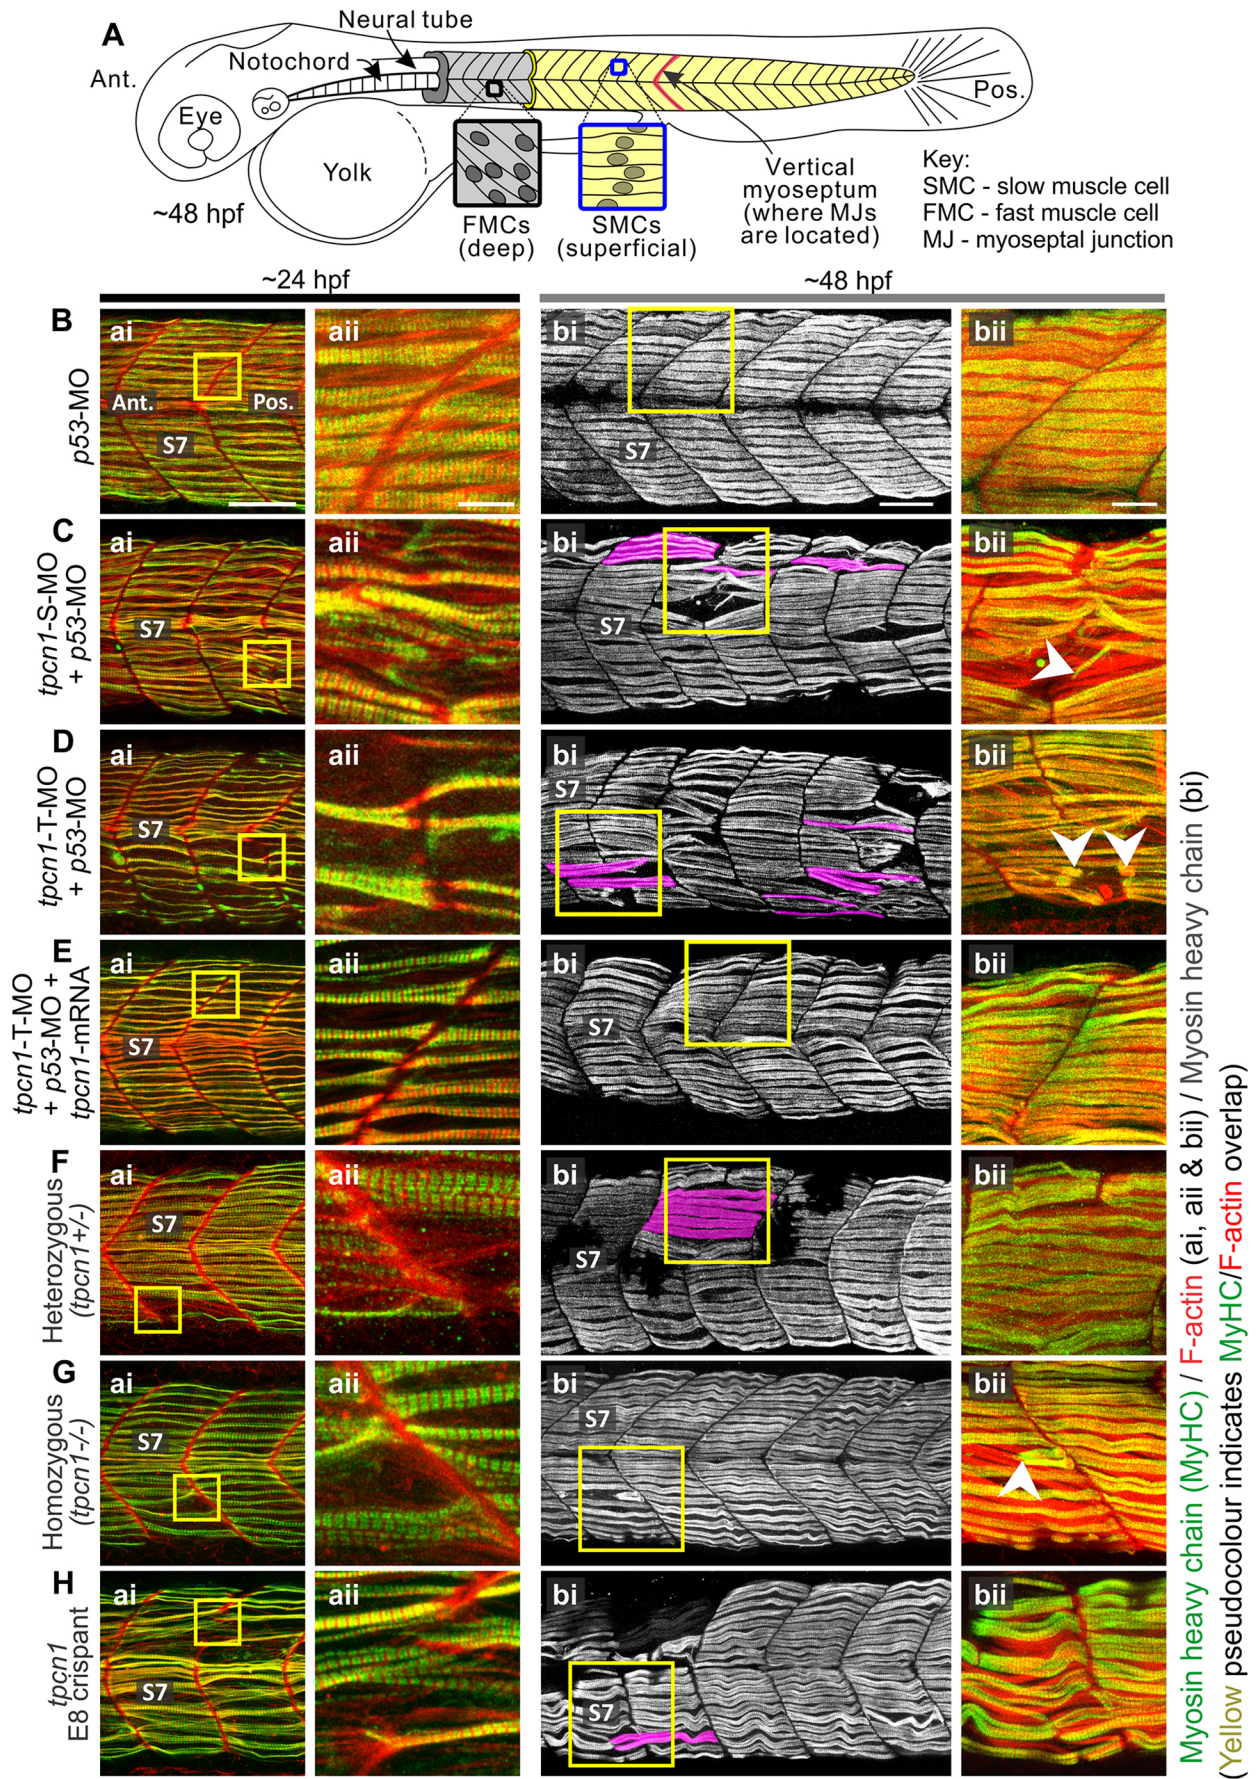 A
Neural tube
Notochord
Ant.
Pos.
Eye
Yolk
~48 hpf
FMCs
(deep)
SMCs
(superficial)
Vertical
myoseptum
(where MJs
are located)
Key:
SMC - slow muscle cell
FMC - fast muscle cell
MJ - myoseptal junction
~24 hpf
~48 hpf
B
p53-MO
ai
Ant.
Pos.
S7
aii
bi
S7
bii
C
tpcn1-S-MO
+ p53-MO
ai
S7
aii
bi
S7
bii
D
tpcn1-T-MO
+ p53-MO
ai
S7
aii
bi
S7
bii
E
tpcn1-T-MO
+ p53-MO +
tpcn1-mRNA
ai
S7
aii
bi
S7
bii
F
Heterozygous
(tpcn1+/-)
ai
S7
aii
bi
S7
bii
G
Homozygous
(tpcn1-/-)
ai
S7
aii
bi
S7
bii
H
tpcn1
E8 crispant
ai
S7
aii
bi
S7
bii
Myosin heavy chain (MyHC) / F-actin (ai, aii & bii) / Myosin heavy chain (bi)
(Yellow pseudocolour indicates MyHC/F-actin overlap)